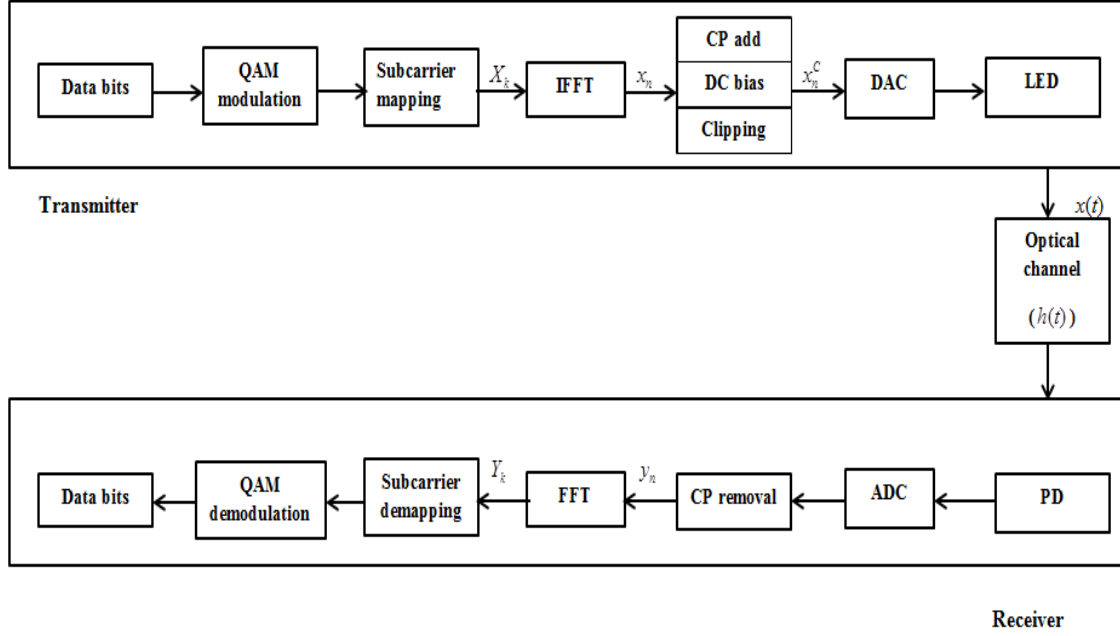 Data bits
QAM
modulation
Subcarrier
mapping
X_k
IFFT
x_n
CP add
DC bias
Clipping
x_n^C
DAC
LED
Transmitter
x(t)
Optical
channel
(h(t))
Data bits
QAM
demodulation
Subcarrier
demapping
Y_k
FFT
y_n
CP removal
ADC
PD
Receiver